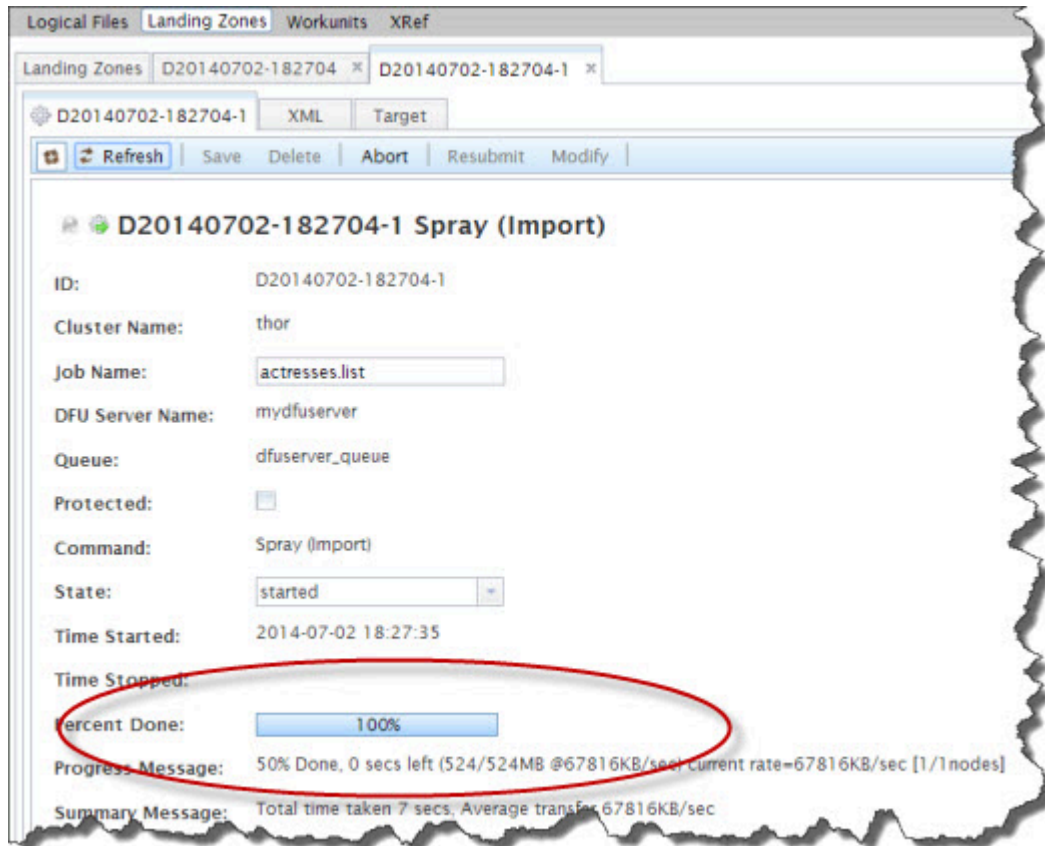 Logical Files Landing Zones Workunits XRef
Landing Zones D20140702-182704 × D20140702-182704-1 ×
D20140702-182704-1 XML Target
Refresh Save Delete Abort Resubmit Modify
D20140702-182704-1 Spray (Import)
ID: D20140702-182704-1
Cluster Name: thor
Job Name: actresses.list
DFU Server Name: mydfuserver
Queue: dfuserver_queue
Protected:
Command: Spray (Import)
State: started
Time Started: 2014-07-02 18:27:35
Time Stopped:
Percent Done: 100%
Progress Message: 50% Done, 0 secs left (524/524MB @67816KB/sec) current rate=67816KB/sec [1/1nodes]
Summary Message: Total time taken 7 secs, Average transfer 67816KB/sec